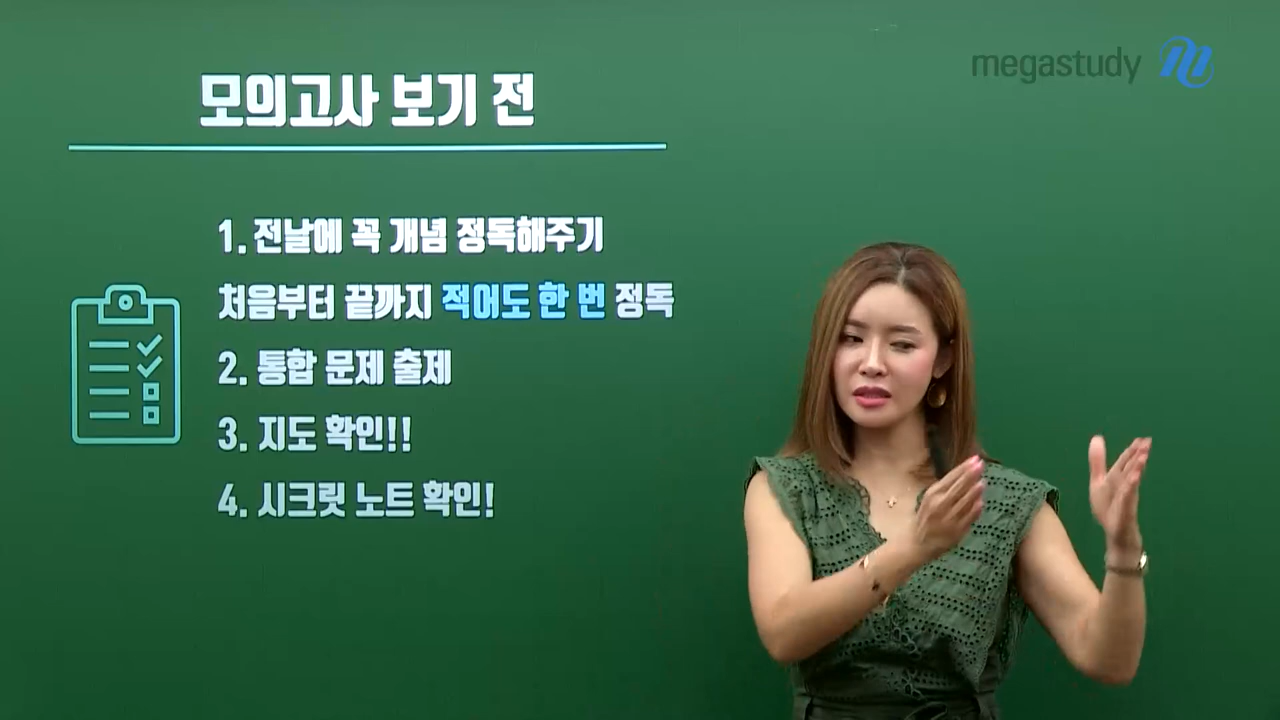 megastudy
모의고사 보기 전
1. 전날에 꼭 개념 정독해주기
처음부터 끝까지 적어도 한 번 정독
2. 통합 문제 출제
3. 지도 확인!!
4. 시크릿 노트 확인!